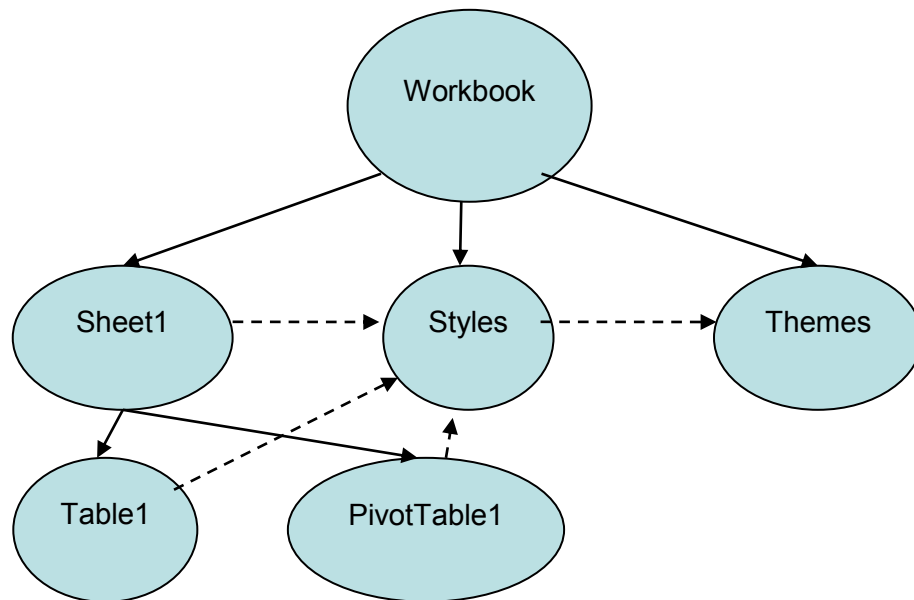 Workbook
Sheet1
Styles
Themes
Table1
PivotTable1